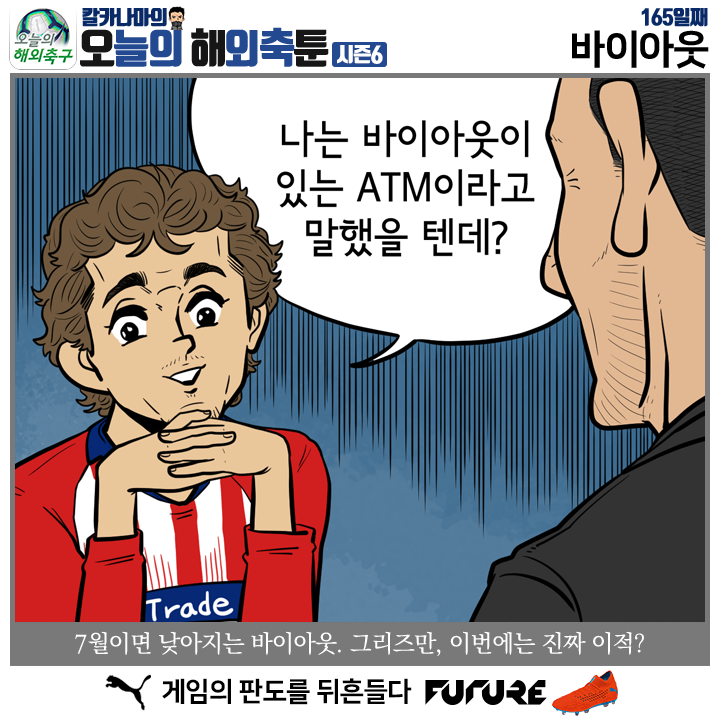 오늘의
해외축구
칼카나마의
오늘의 해외축툰 시즌6
165일째
바이아웃
나는 바이아웃이
있는 ATM이라고
말했을 텐데?
Trade
7월이면 낮아지는 바이아웃. 그리즈만, 이번에는 진짜 이적?
게임의 판도를 뒤흔들다 FUTURE